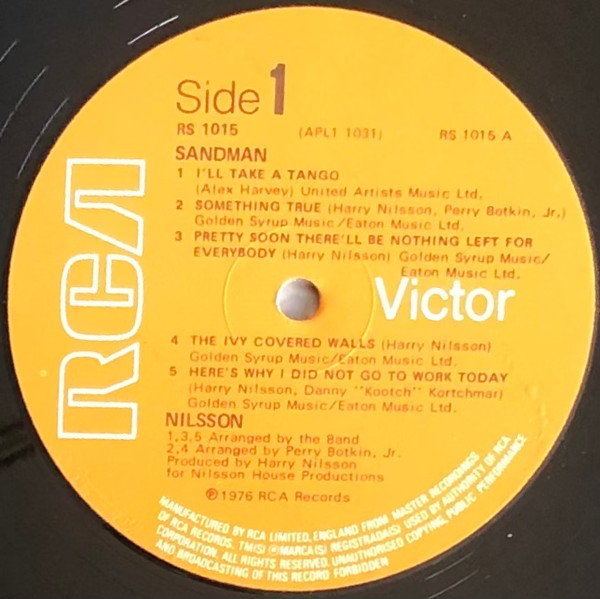 Side 1
RS 1015 (APL1 1031) RS 1015 A
SANDMAN
1 I'LL TAKE A TANGO
(Alex Harvey) United Artists Music Ltd.
2 SOMETHING TRUE (Harry Nilsson, Perry Botkin, Jr.)
Golden Syrup Music/Eaton Music Ltd.
3 PRETTY SOON THERE'LL BE NOTHING LEFT FOR
EVERYBODY (Harry Nilsson) Golden Syrup Music/
Eaton Music Ltd.
RCA
Victor
4 THE IVY COVERED WALLS (Harry Nilsson)
Golden Syrup Music/Eaton Music Ltd.
5 HERE'S WHY I DID NOT GO TO WORK TODAY
(Harry Nilsson, Danny "Kootch" Kortchmar)
Golden Syrup Music/Eaton Music Ltd.
NILSSON
1,3,5 Arranged by the Band
2,4 Arranged by Perry Botkin, Jr.
Produced by Harry Nilsson
for Nilsson House Productions
℗ 1976 RCA Records
MANUFACTURED BY RCA LIMITED, ENGLAND FROM MASTER RECORDINGS
OF RCA RECORDS. TM(S) ® MARCA(S) REGISTRADA(S) USED BY AUTHORITY OF RCA
CORPORATION. ALL RIGHTS RESERVED. UNAUTHORISED COPYING, PUBLIC PERFORMANCE
AND BROADCASTING OF THIS RECORD FORBIDDEN